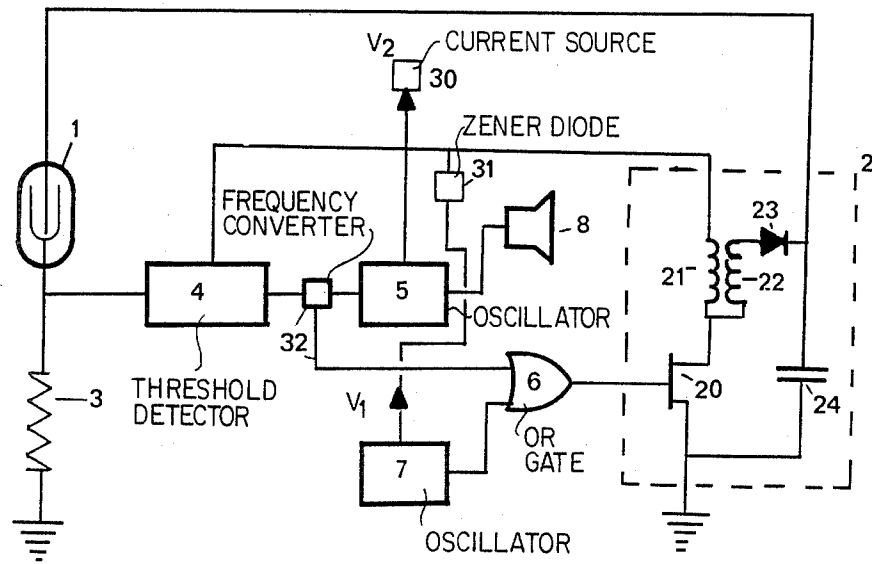 V2
CURRENT SOURCE
30
1
ZENER DIODE
31
2
FREQUENCY
CONVERTER
8
23
4
5
21
22
32
OSCILLATOR
THRESHOLD
DETECTOR
3
6
20
24
V1
OR
GATE
7
OSCILLATOR